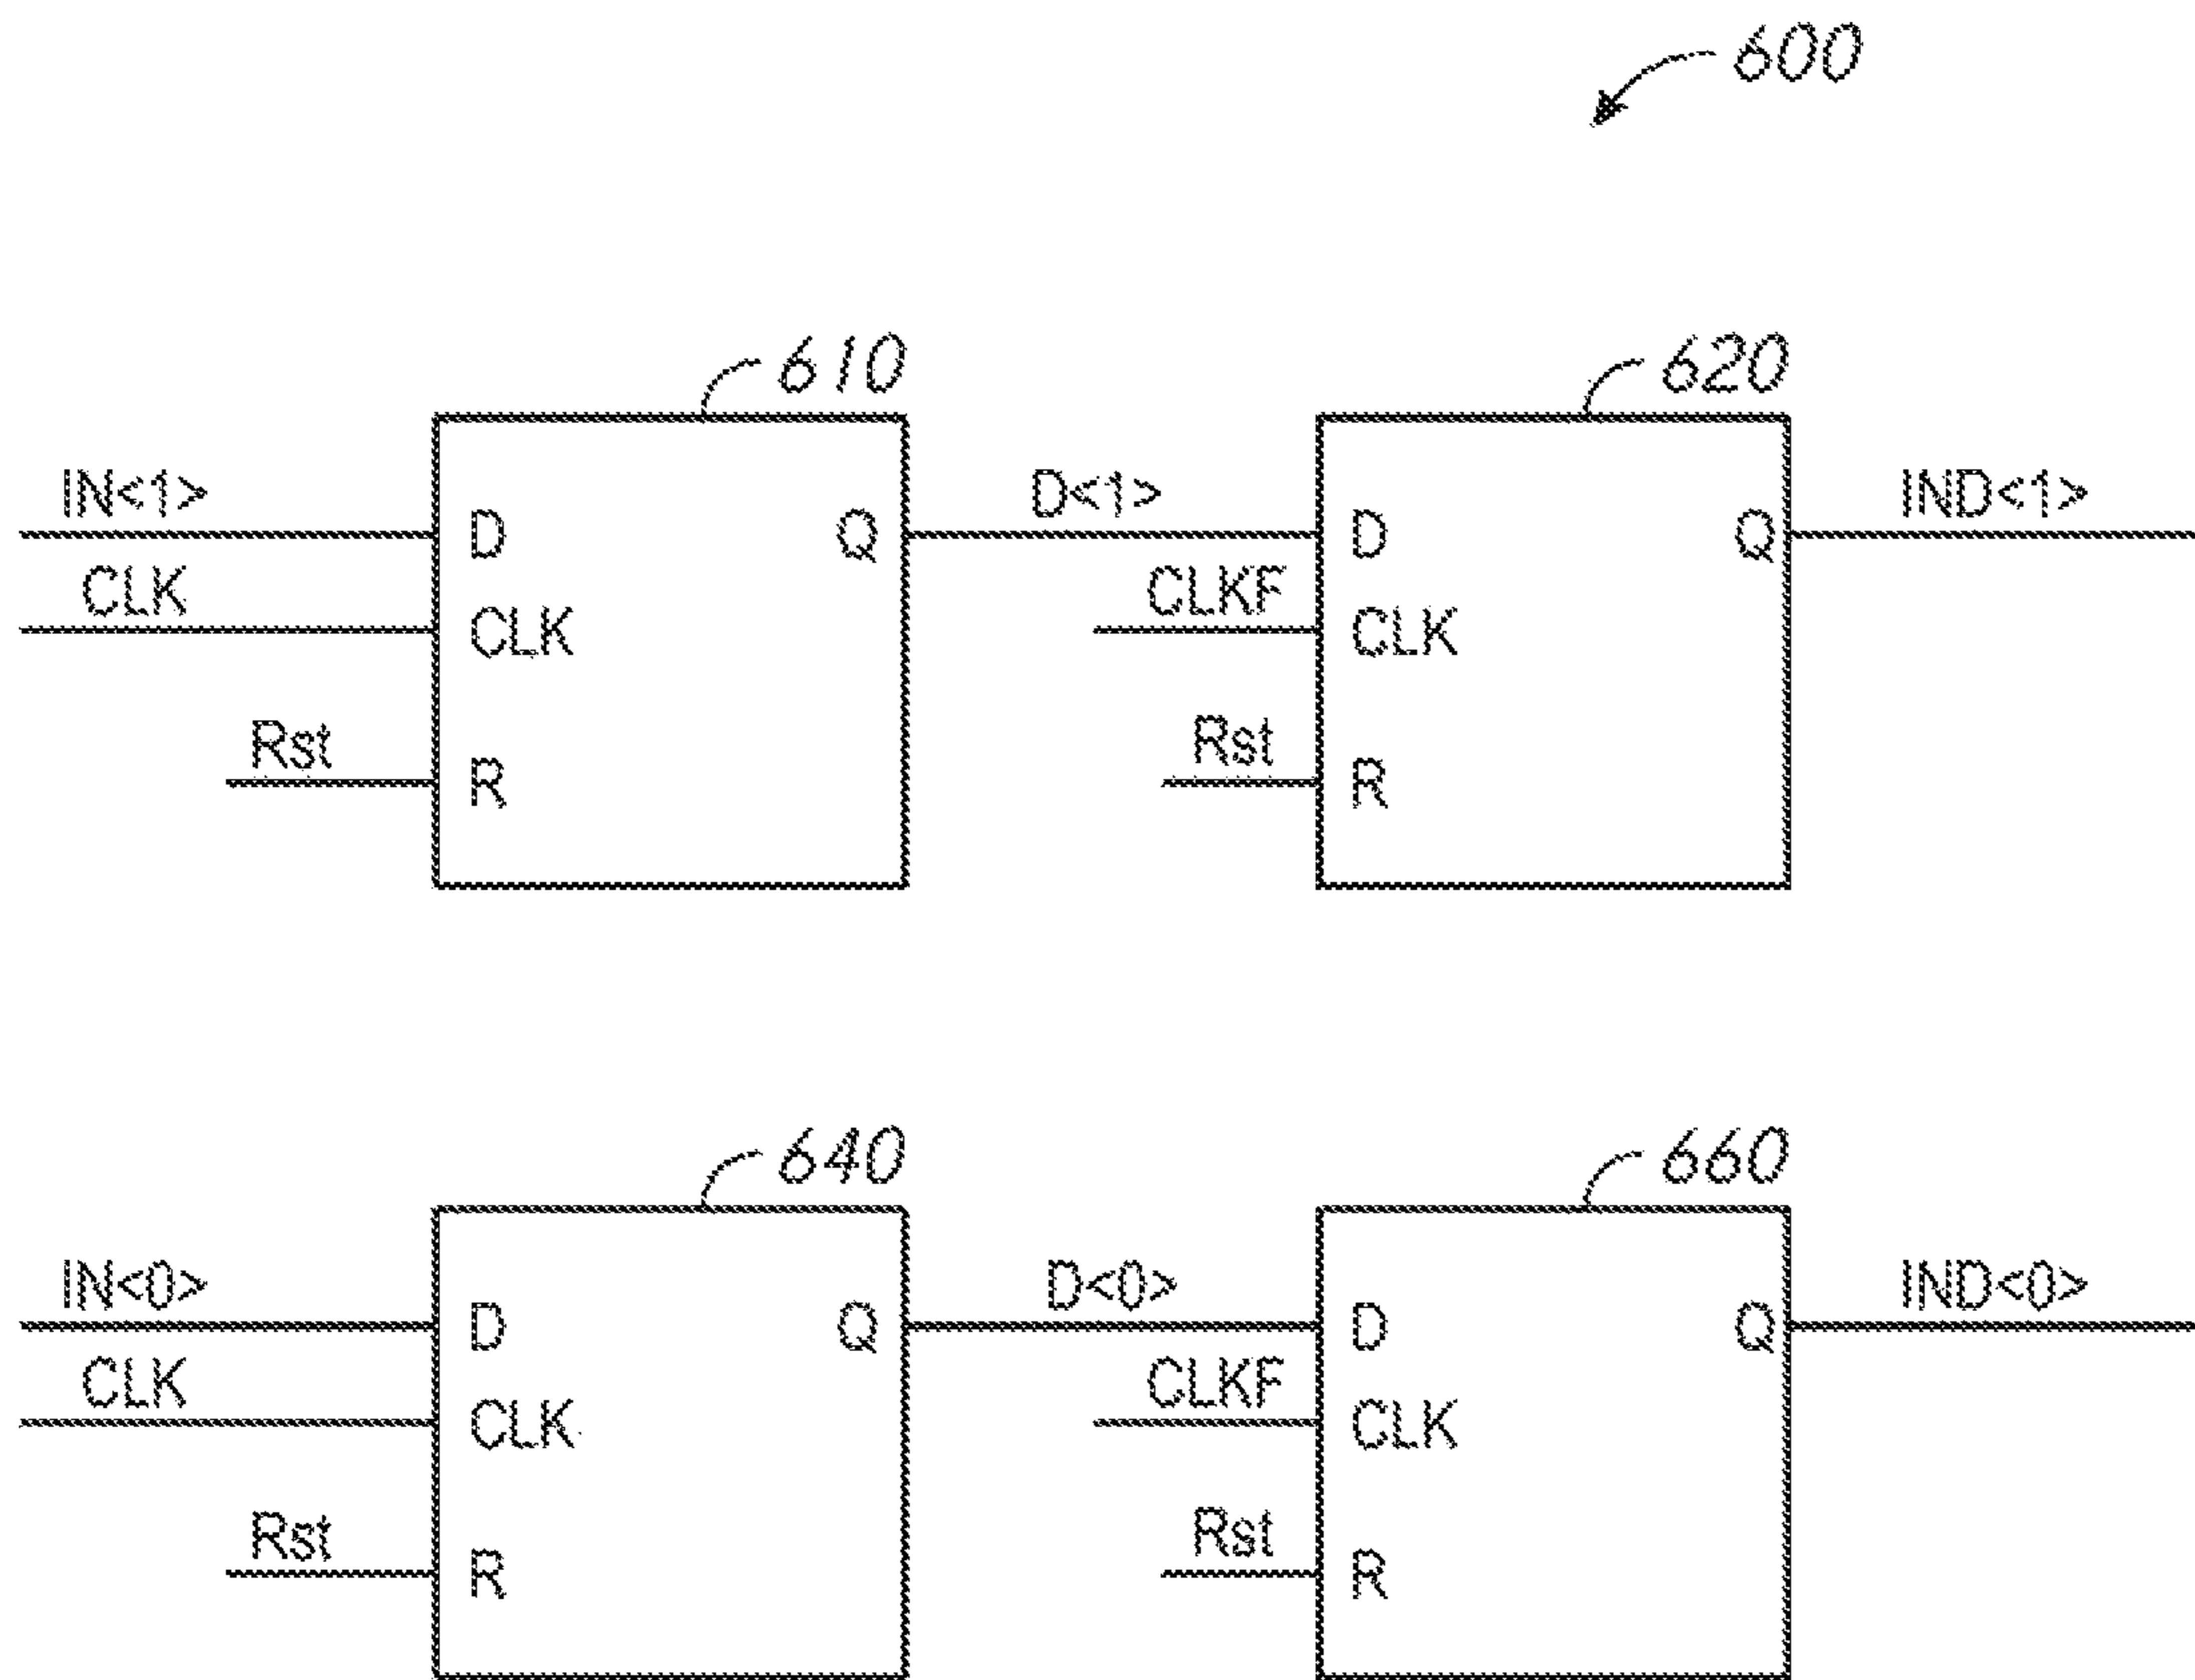 600
610 620
IN<1> D<1> IND<1>
D Q D Q
CLK CLKF
CLK CLK
Rst Rst
R R
640 660
IN<0> D<0> IND<0>
D Q D Q
CLK CLKF
CLK CLK
Rst Rst
R R